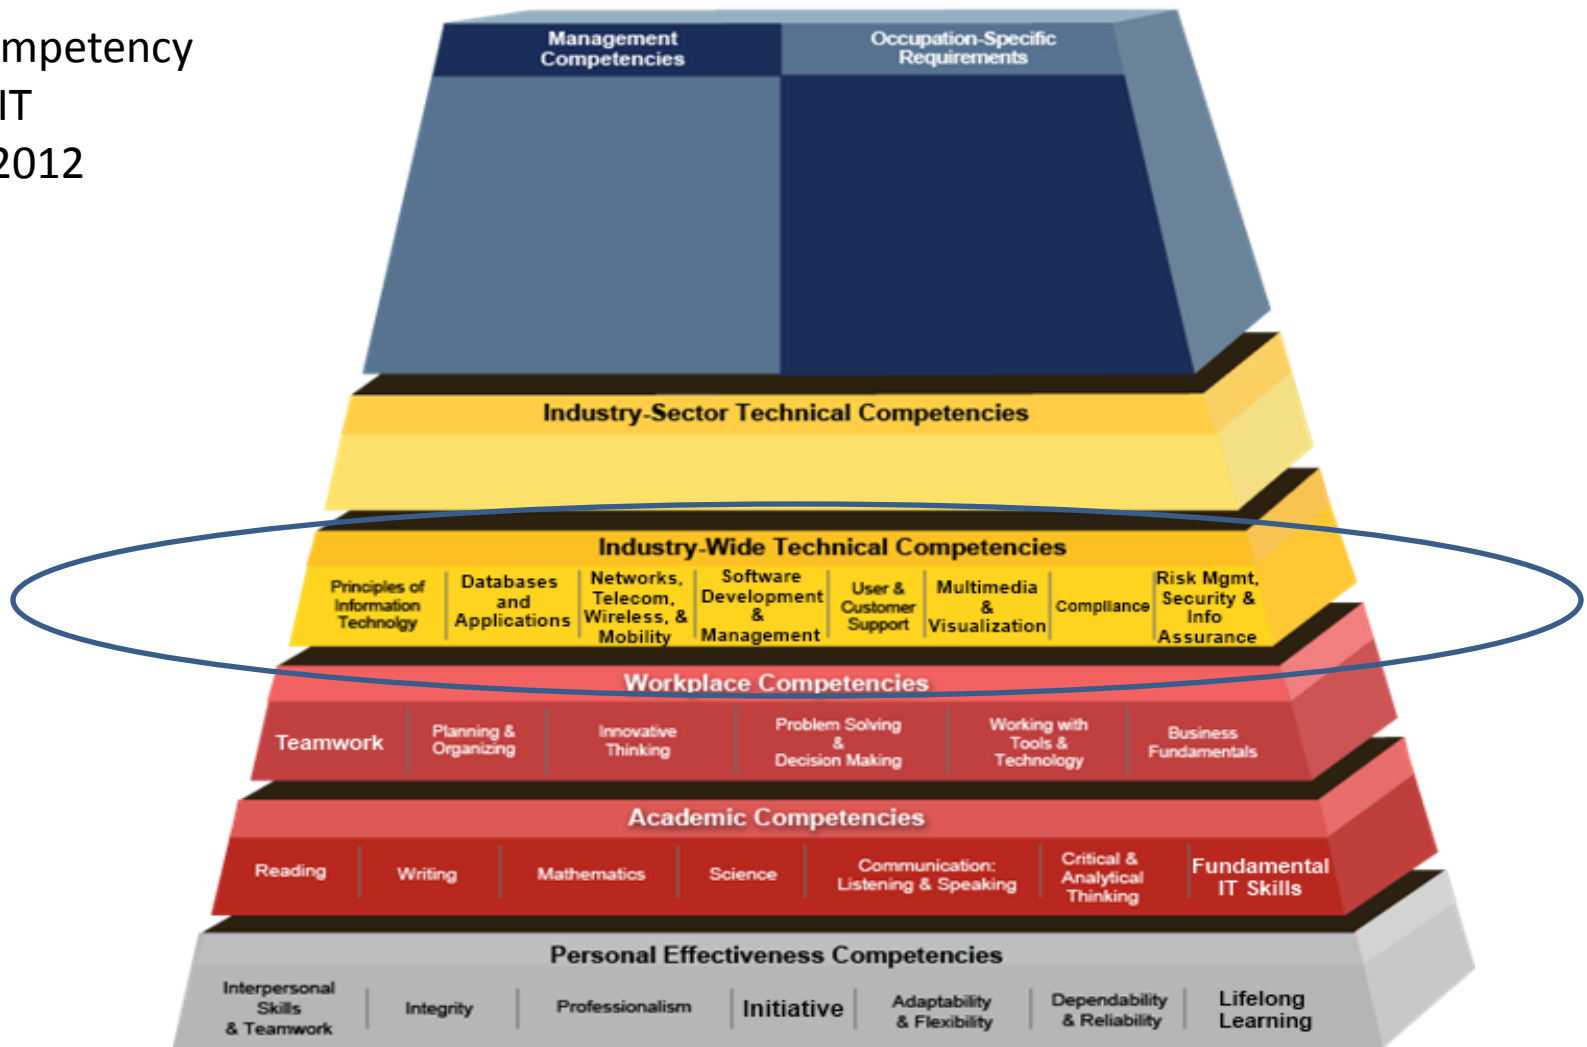 mpetency
IT
2012
Management
Competencies
Occupation-Specific
Requirements
Industry-Sector Technical Competencies
Industry-Wide Technical Competencies
Principles of
Information
Technolgy
Databases
and
Applications
Networks,
Telecom,
Wireless, &
Mobility
Software
Development
&
Management
User &
Customer
Support
Multimedia
&
Visualization
Compliance
Risk Mgmt,
Security &
Info
Assurance
Workplace Competencies
Teamwork
Planning &
Organizing
Innovative
Thinking
Problem Solving
&
Decision Making
Working with
Tools &
Technology
Business
Fundamentals
Academic Competencies
Reading
Writing
Mathematics
Science
Communication:
Listening & Speaking
Critical &
Analytical
Thinking
Fundamental
IT Skills
Personal Effectiveness Competencies
Interpersonal
Skills
& Teamwork
Integrity
Professionalism
Initiative
Adaptability
& Flexibility
Dependability
& Reliability
Lifelong
Learning